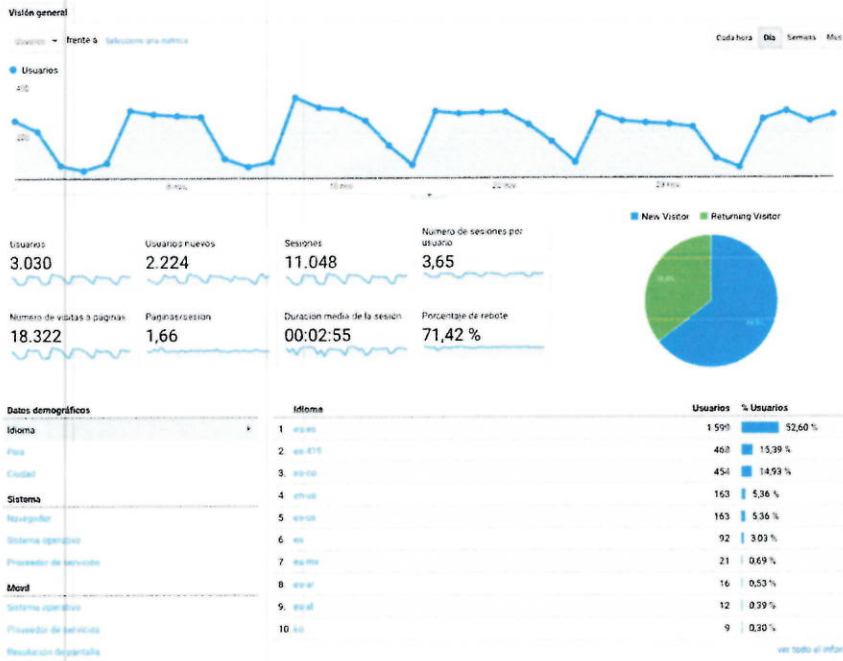 Visión general
frente a Seleccione una métrica
Cada hora Día Semana Mes
Usuarios
400
200
8 nov. 15 nov. 22 nov. 29 nov.
New Visitor Returning Visitor
Usuarios
3.030
Usuarios nuevos
2.224
Sesiones
11.048
Número de sesiones por
usuario
3,65
Número de visitas a páginas
18.322
Páginas/sesión
1,66
Duración media de la sesión
00:02:55
Porcentaje de rebote
71,42 %
Datos demográficos
Idioma
País
Ciudad
Sistema
Navegador
Sistema operativo
Proveedor de servicios
Móvil
Sistema operativo
Proveedor de servicios
Resolución de pantalla
Idioma Usuarios % Usuarios
1 es-es 1 599 52,60 %
2. es-419 468 15,39 %
3. 454 14,93 %
4 en-us 163 5,36 %
5 163 5,36 %
6 es 92 3,03 %
7 es-mx 21 0,69 %
8 16 0,53 %
9. 12 0,39 %
10 9 0,30 %
ver todo el infor